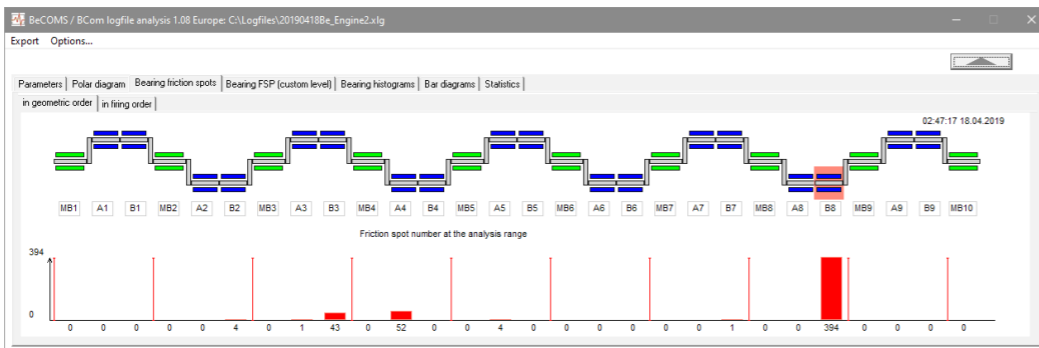 BeCOMS / BCom logfile analysis 1.08 Europe: C:\Logfiles\20190418Be_Engine2.xlg
Export Options...
Parameters Polar diagram Bearing friction spots Bearing FSP (custom level) Bearing histograms Bar diagrams Statistics
in geometric order in firing order
02:47:17 18.04.2019
MB1 A1 B1 MB2 A2 B2 MB3 A3 B3 MB4 A4 B4 MB5 A5 B5 MB6 A6 B6 MB7 A7 B7 MB8 A8 B8 MB9 A9 B9 MB10
Friction spot number at the analysis range
394
0
0 0 0 0 0 4 0 1 43 0 52 0 0 4 0 0 0 0 0 0 1 0 0 394 0 0 0 0